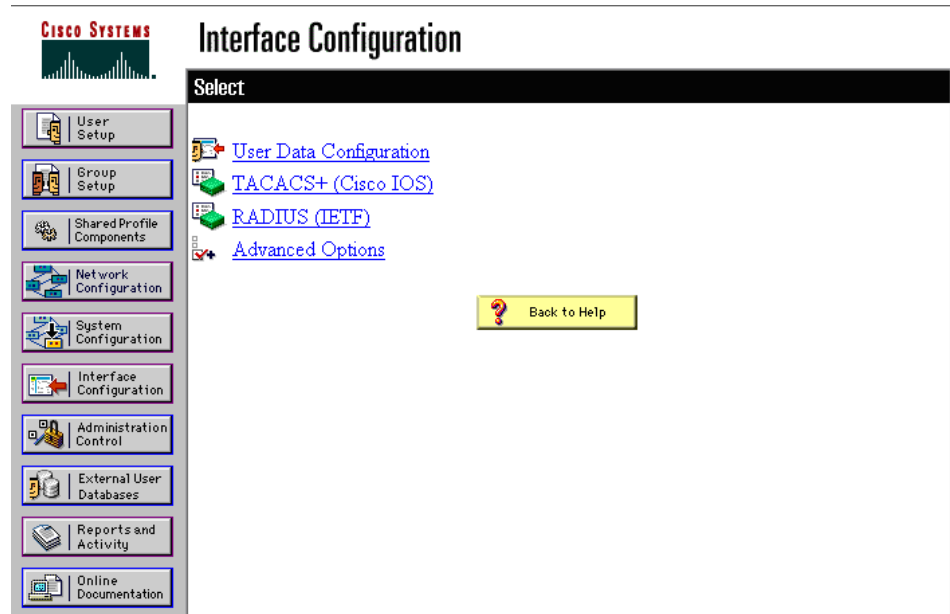 CISCO SYSTEMS
Interface Configuration
Select
User
Setup
Group
Setup
Shared Profile
Components
Network
Configuration
System
Configuration
Interface
Configuration
Administration
Control
External User
Databases
Reports and
Activity
Online
Documentation
User Data Configuration
TACACS+ (Cisco IOS)
RADIUS (IETF)
Advanced Options
Back to Help